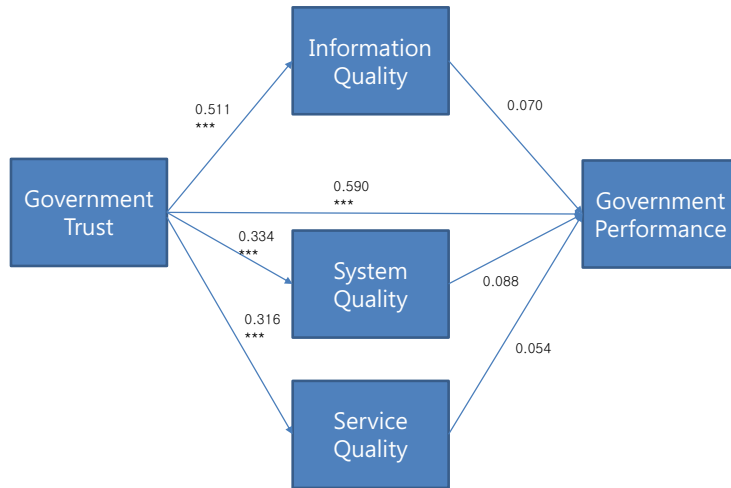 Information
Quality
0.511
***
0.070
Government
Trust
0.590
***
Government
Performance
0.334
***
System
Quality
0.088
0.316
***
0.054
Service
Quality